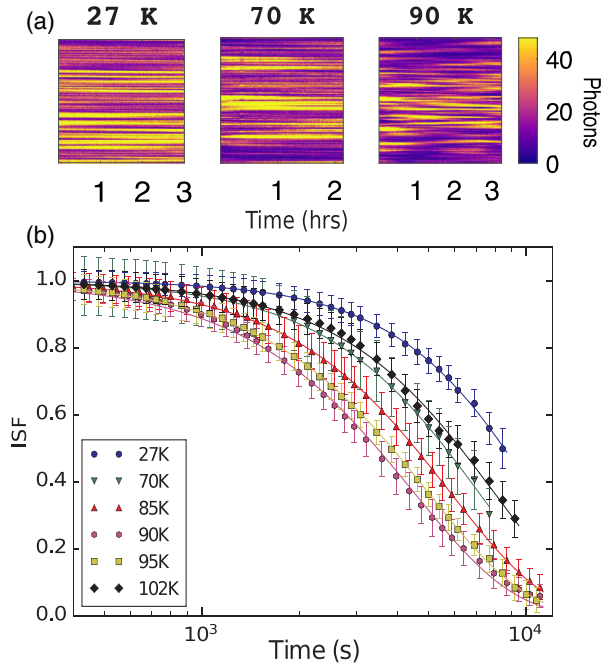 (a)
27 K 70 K 90 K
40
20
0
Photons
1 2 3 1 2 1 2 3
Time (hrs)
(b)
1.0
0.8
0.6
0.4
0.2
0.0
ISF
27K
70K
85K
90K
95K
102K
10³ 10⁴
Time (s)